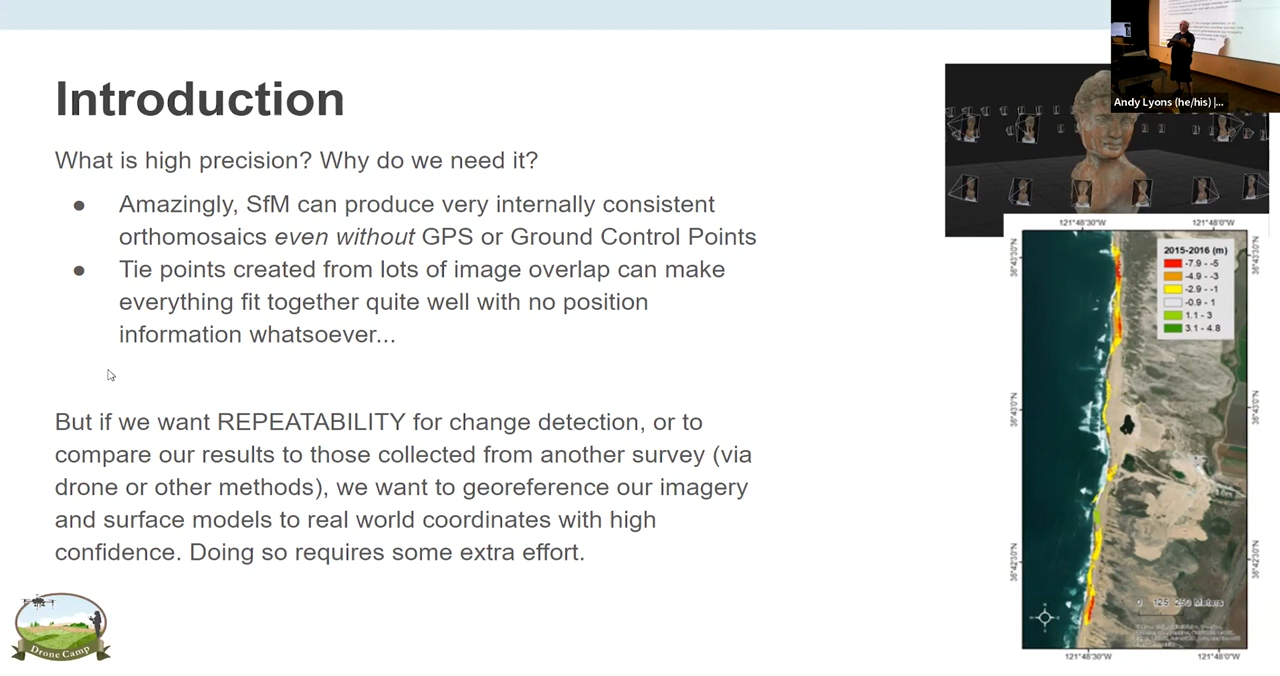 Introduction
What is high precision? Why do we need it?
● Amazingly, SfM can produce very internally consistent
orthomosaics even without GPS or Ground Control Points
● Tie points created from lots of image overlap can make
everything fit together quite well with no position
information whatsoever...
But if we want REPEATABILITY for change detection, or to
compare our results to those collected from another survey (via
drone or other methods), we want to georeference our imagery
and surface models to real world coordinates with high
confidence. Doing so requires some extra effort.
Drone Camp
Andy Lyons (he/his) |...
121°48'30"W 121°48'0"W
2015-2016 (m)
-7.9 - -5
-4.9 - -3
-2.9 - -1
-0.9 - 1
1.1 - 3
3.1 - 4.8
0 125 250 Meters
121°48'30"W 121°48'0"W